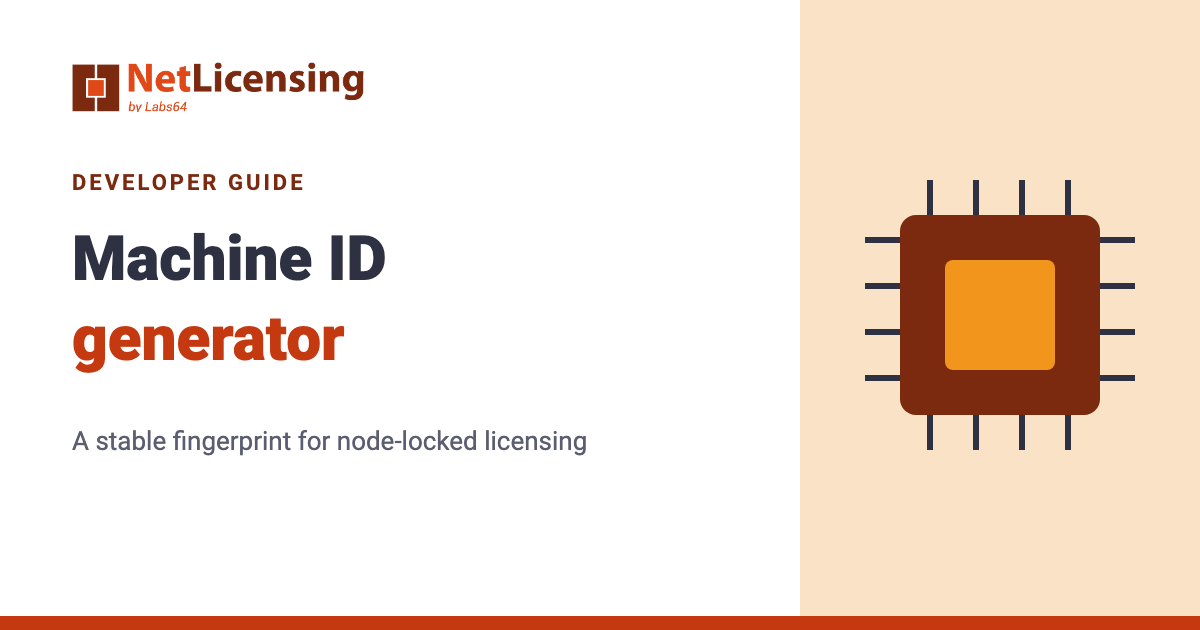 NetLicensing
by Labs64
DEVELOPER GUIDE
Machine ID
generator
A stable fingerprint for node-locked licensing